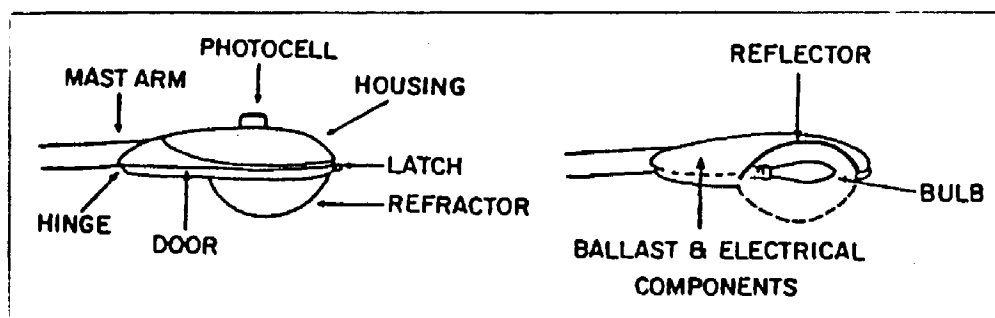 PHOTOCELL
MAST ARM
HOUSING
LATCH
REFRACTOR
HINGE
DOOR
REFLECTOR
BULB
BALLAST & ELECTRICAL
COMPONENTS